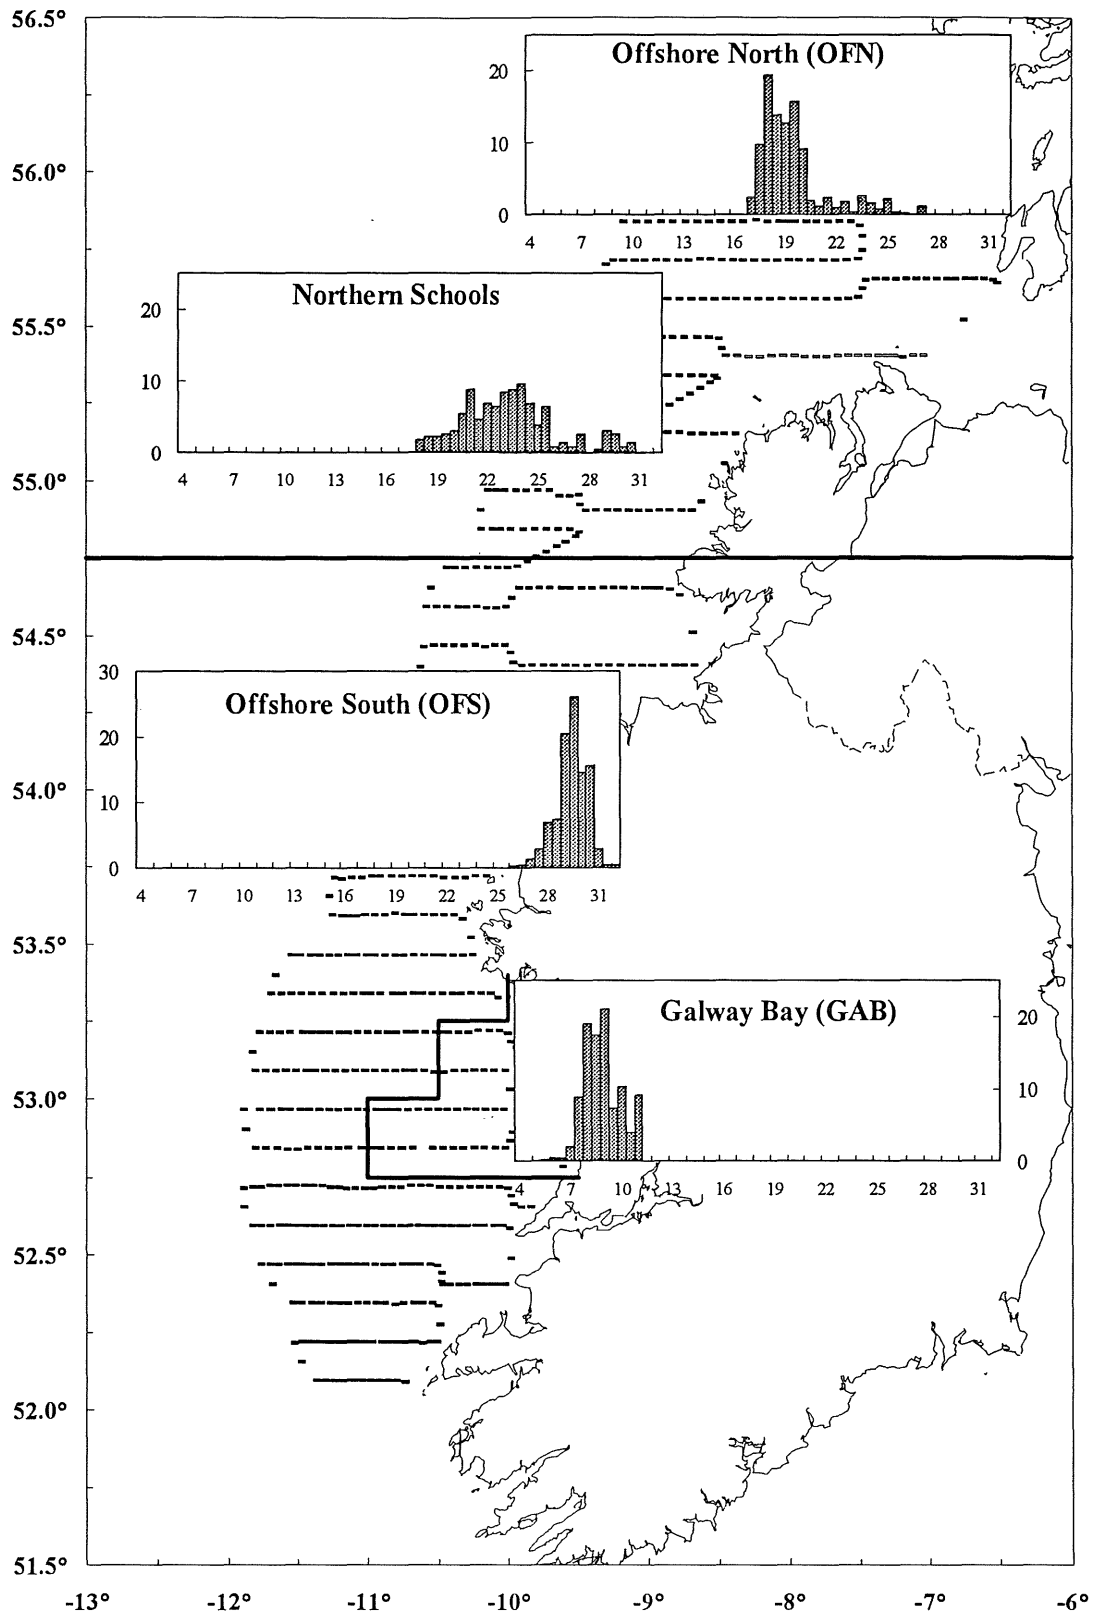 56.5°
Offshore North (OFN)
20
10
0
4 7 10 13 16 19 22 25 28 31
56.0°
Northern Schools
20
10
0
4 7 10 13 16 19 22 25 28 31
55.5°
55.0°
54.5°
Offshore South (OFS)
30
20
10
0
4 7 10 13 16 19 22 25 28 31
54.0°
53.5°
Galway Bay (GAB)
20
10
0
4 7 10 13 16 19 22 25 28 31
53.0°
52.5°
52.0°
51.5°
-13° -12° -11° -10° -9° -8° -7° -6°